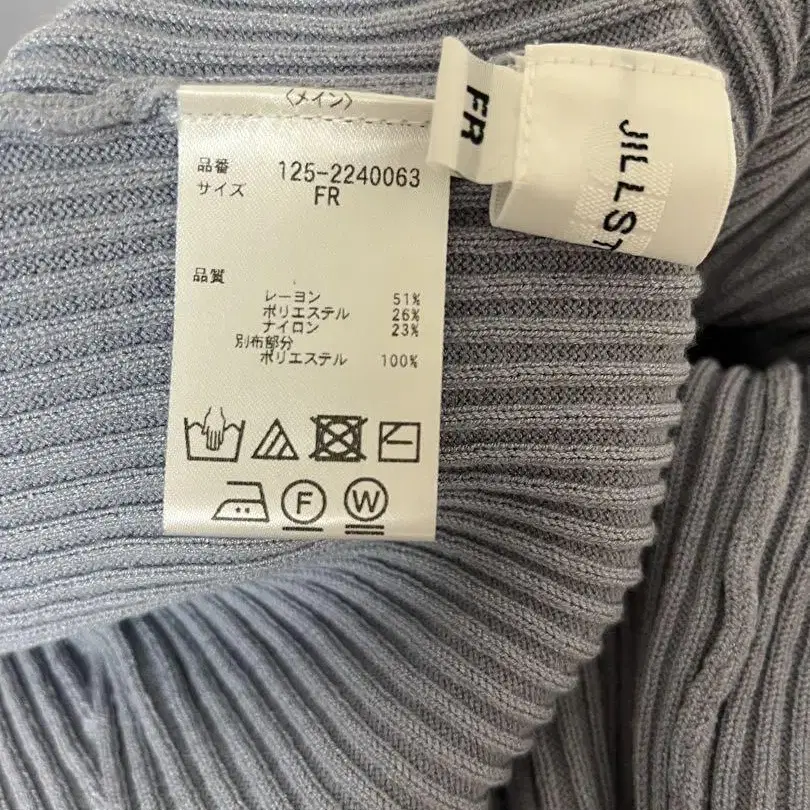 〈メイン〉
品番 125-2240063
サイズ FR
品質
レーヨン 51%
ポリエステル 26%
ナイロン 23%
別布部分
ポリエステル 100%
F W
FR
JILLST